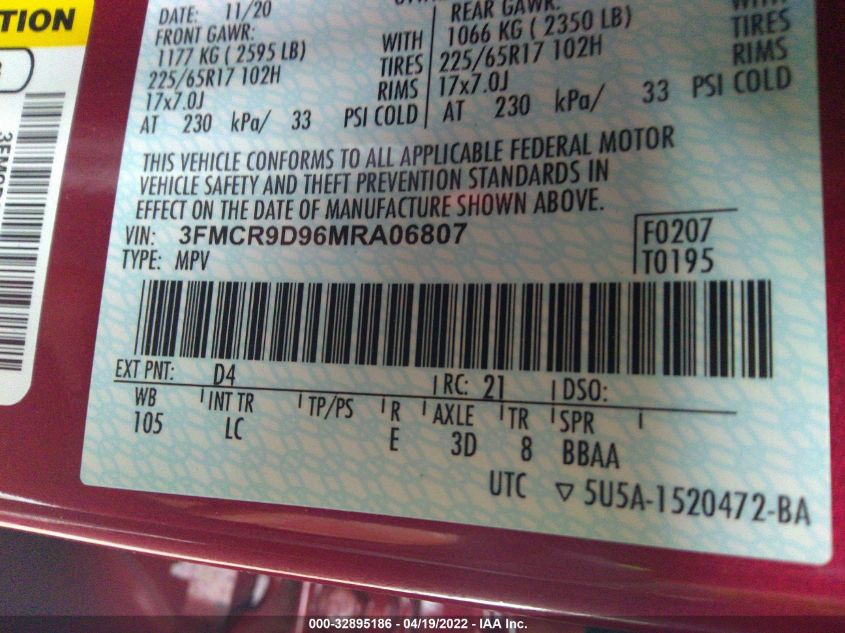 TION
DATE: 11/20
FRONT GAWR:
1177 KG ( 2595 LB) WITH
225/65R17 102H TIRES
17x7.0J RIMS
AT 230 kPa/ 33 PSI COLD
REAR GAWR:
1066 KG ( 2350 LB) WITH
225/65R17 102H TIRES
17x7.0J RIMS
AT 230 kPa/ 33 PSI COLD
THIS VEHICLE CONFORMS TO ALL APPLICABLE FEDERAL MOTOR
VEHICLE SAFETY AND THEFT PREVENTION STANDARDS IN
EFFECT ON THE DATE OF MANUFACTURE SHOWN ABOVE.
VIN: 3FMCR9D96MRA06807 F0207
TYPE: MPV T0195
EXT PNT: D4 RC: 21 DSO:
WB INT TR TP/PS R AXLE TR SPR
105 LC E 3D 8 BBAA
UTC ▽ 5U5A-1520472-BA
000-32895186 - 04/19/2022 - IAA Inc.